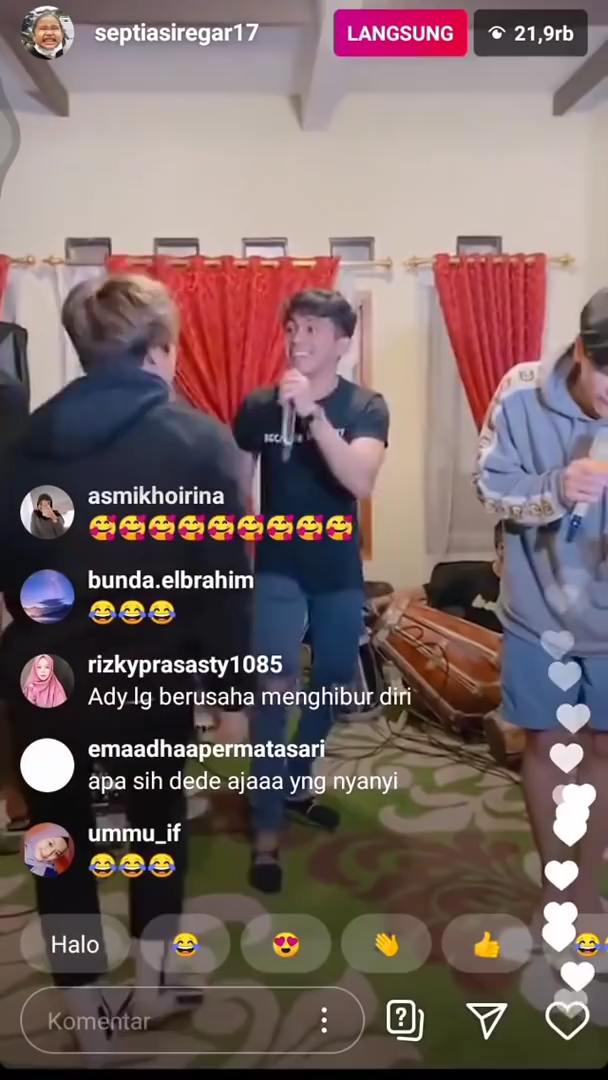 septiasiregar17
LANGSUNG
21,9rb
asmikhoirina
🥰🥰🥰🥰🥰🥰🥰🥰🥰
bunda.elbrahim
😂😂😂
rizkyprasasty1085
Ady lg berusaha menghibur diri
emaadhaapermatasari
apa sih dede ajaaa yng nyanyi
ummu_if
😂😂😂
Halo 😂 😍 👋 👍 😂
Komentar